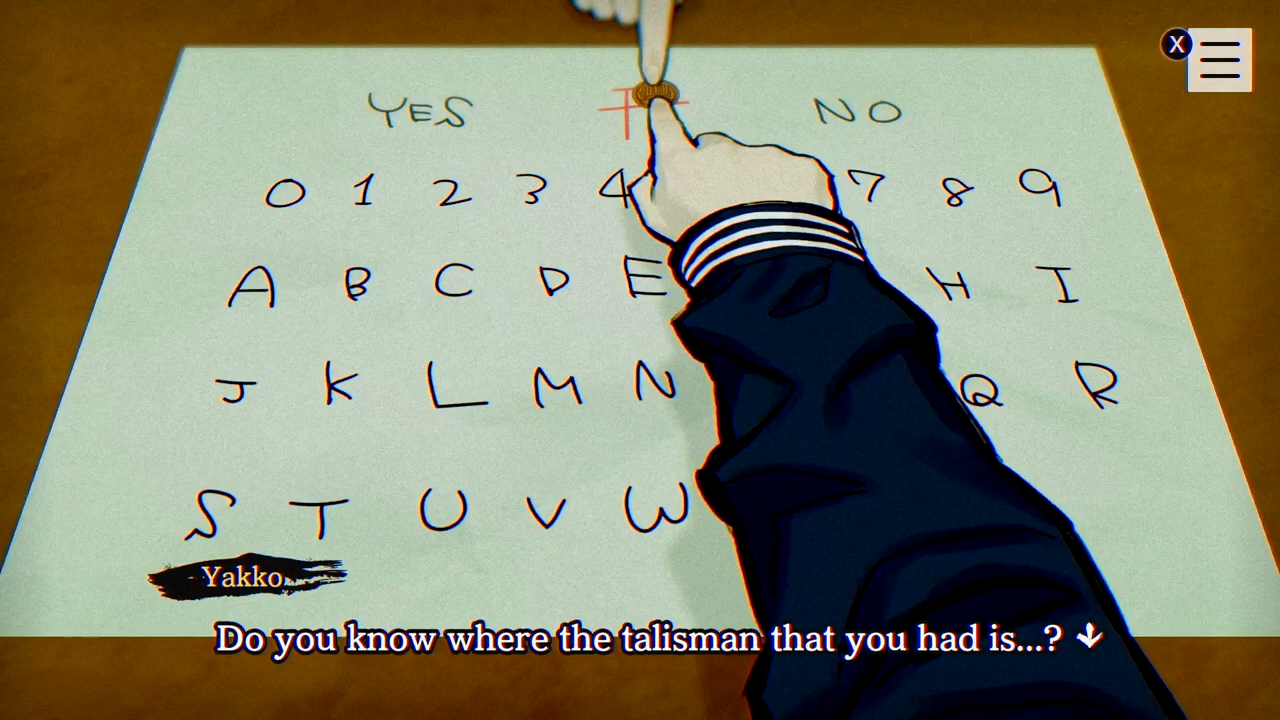 X
YES NO
0 1 2 3 4 7 8 9
A B C D E H I
J K L M N Q R
S T U V W
Yakko
Do you know where the talisman that you had is...?